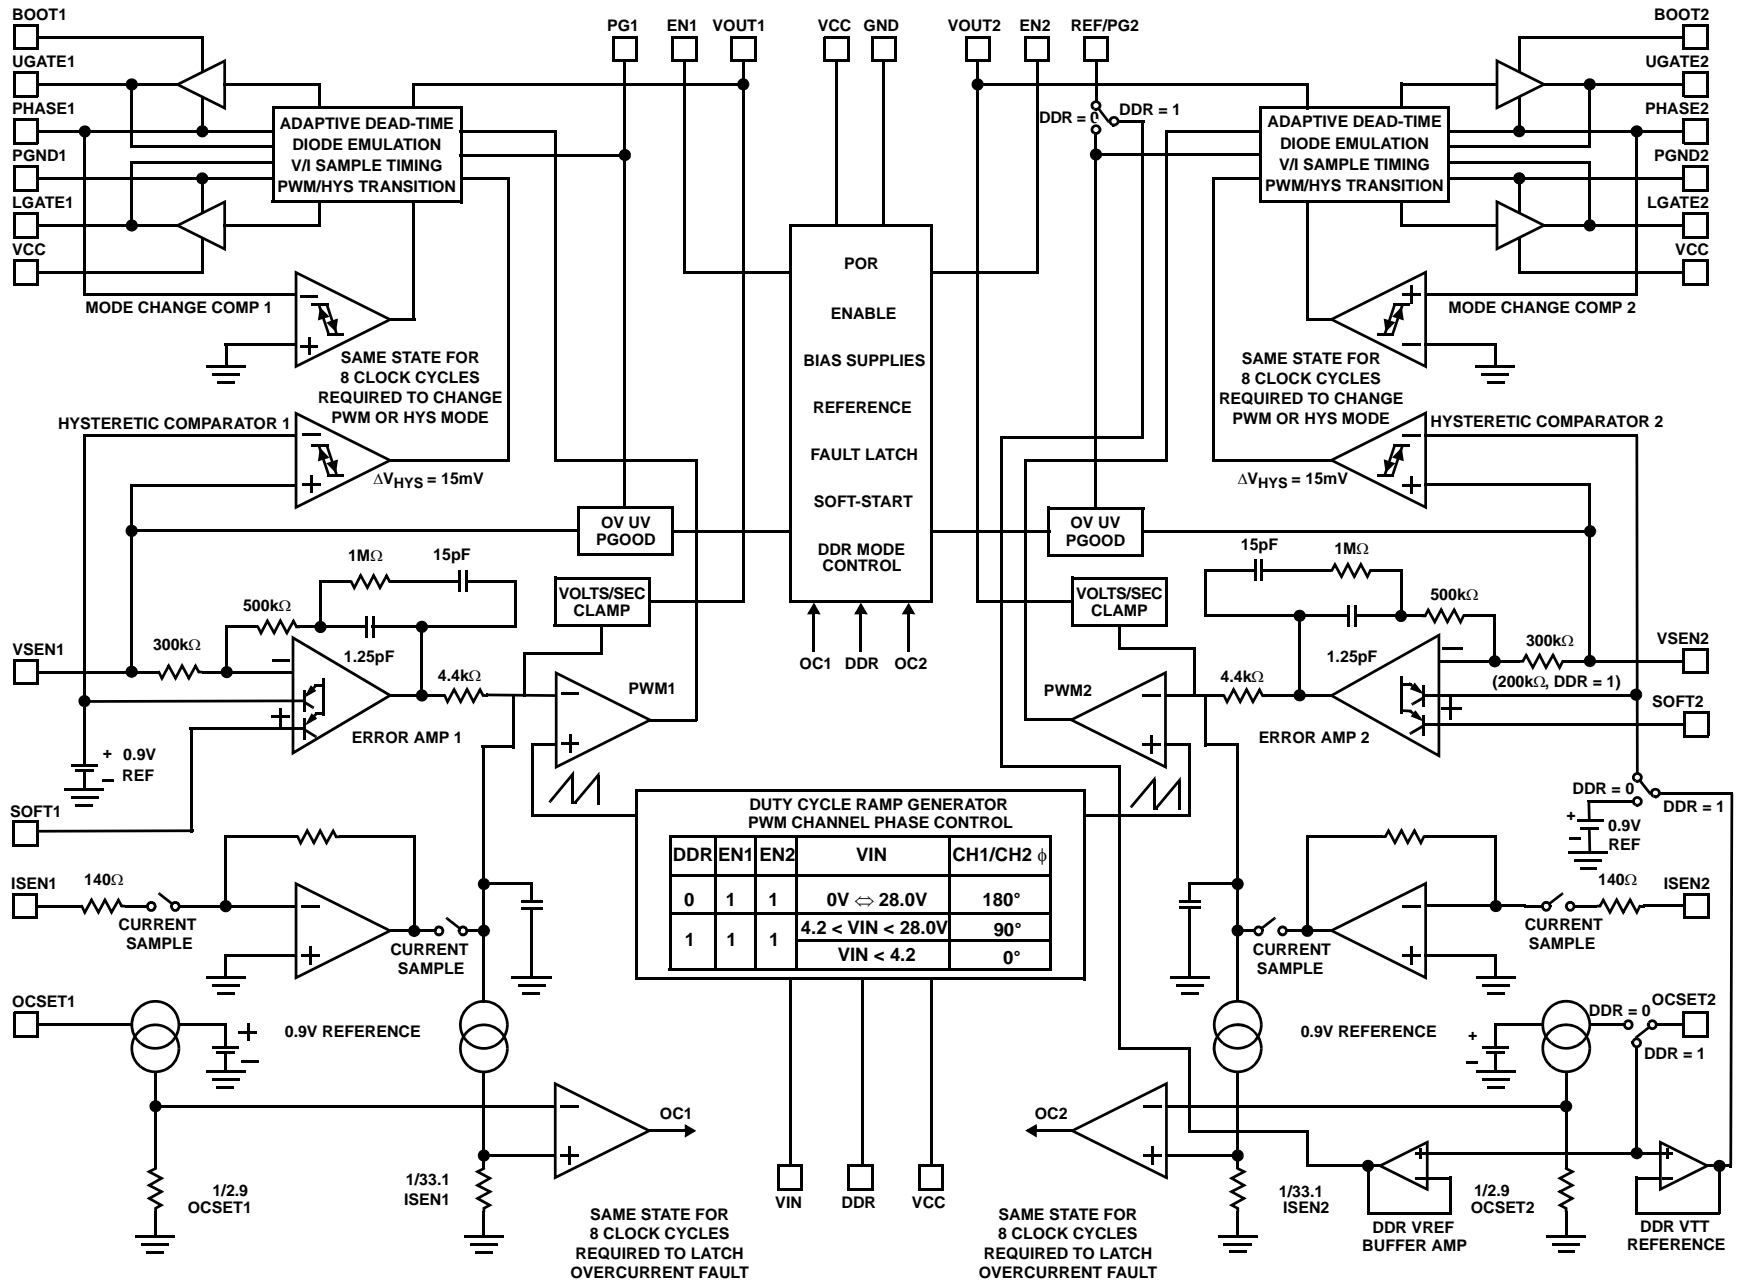 BOOT1
UGATE1
PHASE1
PGND1
LGATE1
VCC
PG1
EN1
VOUT1
VCC
GND
VOUT2
EN2
REF/PG2
BOOT2
UGATE2
PHASE2
PGND2
LGATE2
VCC
DDR = 0
DDR = 1
ADAPTIVE DEAD-TIME
DIODE EMULATION
V/I SAMPLE TIMING
PWM/HYS TRANSITION
ADAPTIVE DEAD-TIME
DIODE EMULATION
V/I SAMPLE TIMING
PWM/HYS TRANSITION
POR
ENABLE
BIAS SUPPLIES
REFERENCE
FAULT LATCH
SOFT-START
DDR MODE
CONTROL
OC1
DDR
OC2
MODE CHANGE COMP 1
−
+
SAME STATE FOR
8 CLOCK CYCLES
REQUIRED TO CHANGE
PWM OR HYS MODE
HYSTERETIC COMPARATOR 1
−
+
ΔVHYS = 15mV
MODE CHANGE COMP 2
+
−
SAME STATE FOR
8 CLOCK CYCLES
REQUIRED TO CHANGE
PWM OR HYS MODE
HYSTERETIC COMPARATOR 2
−
+
ΔVHYS = 15mV
OV UV
PGOOD
OV UV
PGOOD
VOLTS/SEC
CLAMP
VOLTS/SEC
CLAMP
1MΩ
15pF
500kΩ
300kΩ
1.25pF
4.4kΩ
VSEN1
−
+
ERROR AMP 1
+
−
0.9V
REF
SOFT1
PWM1
−
+
15pF
1MΩ
500kΩ
300kΩ
(200kΩ, DDR = 1)
1.25pF
4.4kΩ
VSEN2
SOFT2
−
+
ERROR AMP 2
PWM2
−
+
DDR = 0
DDR = 1
+
−
0.9V
REF
DUTY CYCLE RAMP GENERATOR
PWM CHANNEL PHASE CONTROL
DDR EN1 EN2 VIN CH1/CH2 ϕ
0 1 1 0V ⇔ 28.0V 180°
1 1 1 4.2 < VIN < 28.0V 90°
VIN < 4.2 0°
ISEN1
140Ω
CURRENT
SAMPLE
−
+
CURRENT
SAMPLE
ISEN2
140Ω
CURRENT
SAMPLE
−
+
CURRENT
SAMPLE
OCSET1
+
−
0.9V REFERENCE
0.9V REFERENCE
+
−
DDR = 0
DDR = 1
OCSET2
−
+
OC1
OC2
−
+
1/2.9
OCSET1
1/33.1
ISEN1
VIN
DDR
VCC
1/33.1
ISEN2
1/2.9
OCSET2
+
−
DDR VREF
BUFFER AMP
+
−
DDR VTT
REFERENCE
SAME STATE FOR
8 CLOCK CYCLES
REQUIRED TO LATCH
OVERCURRENT FAULT
SAME STATE FOR
8 CLOCK CYCLES
REQUIRED TO LATCH
OVERCURRENT FAULT